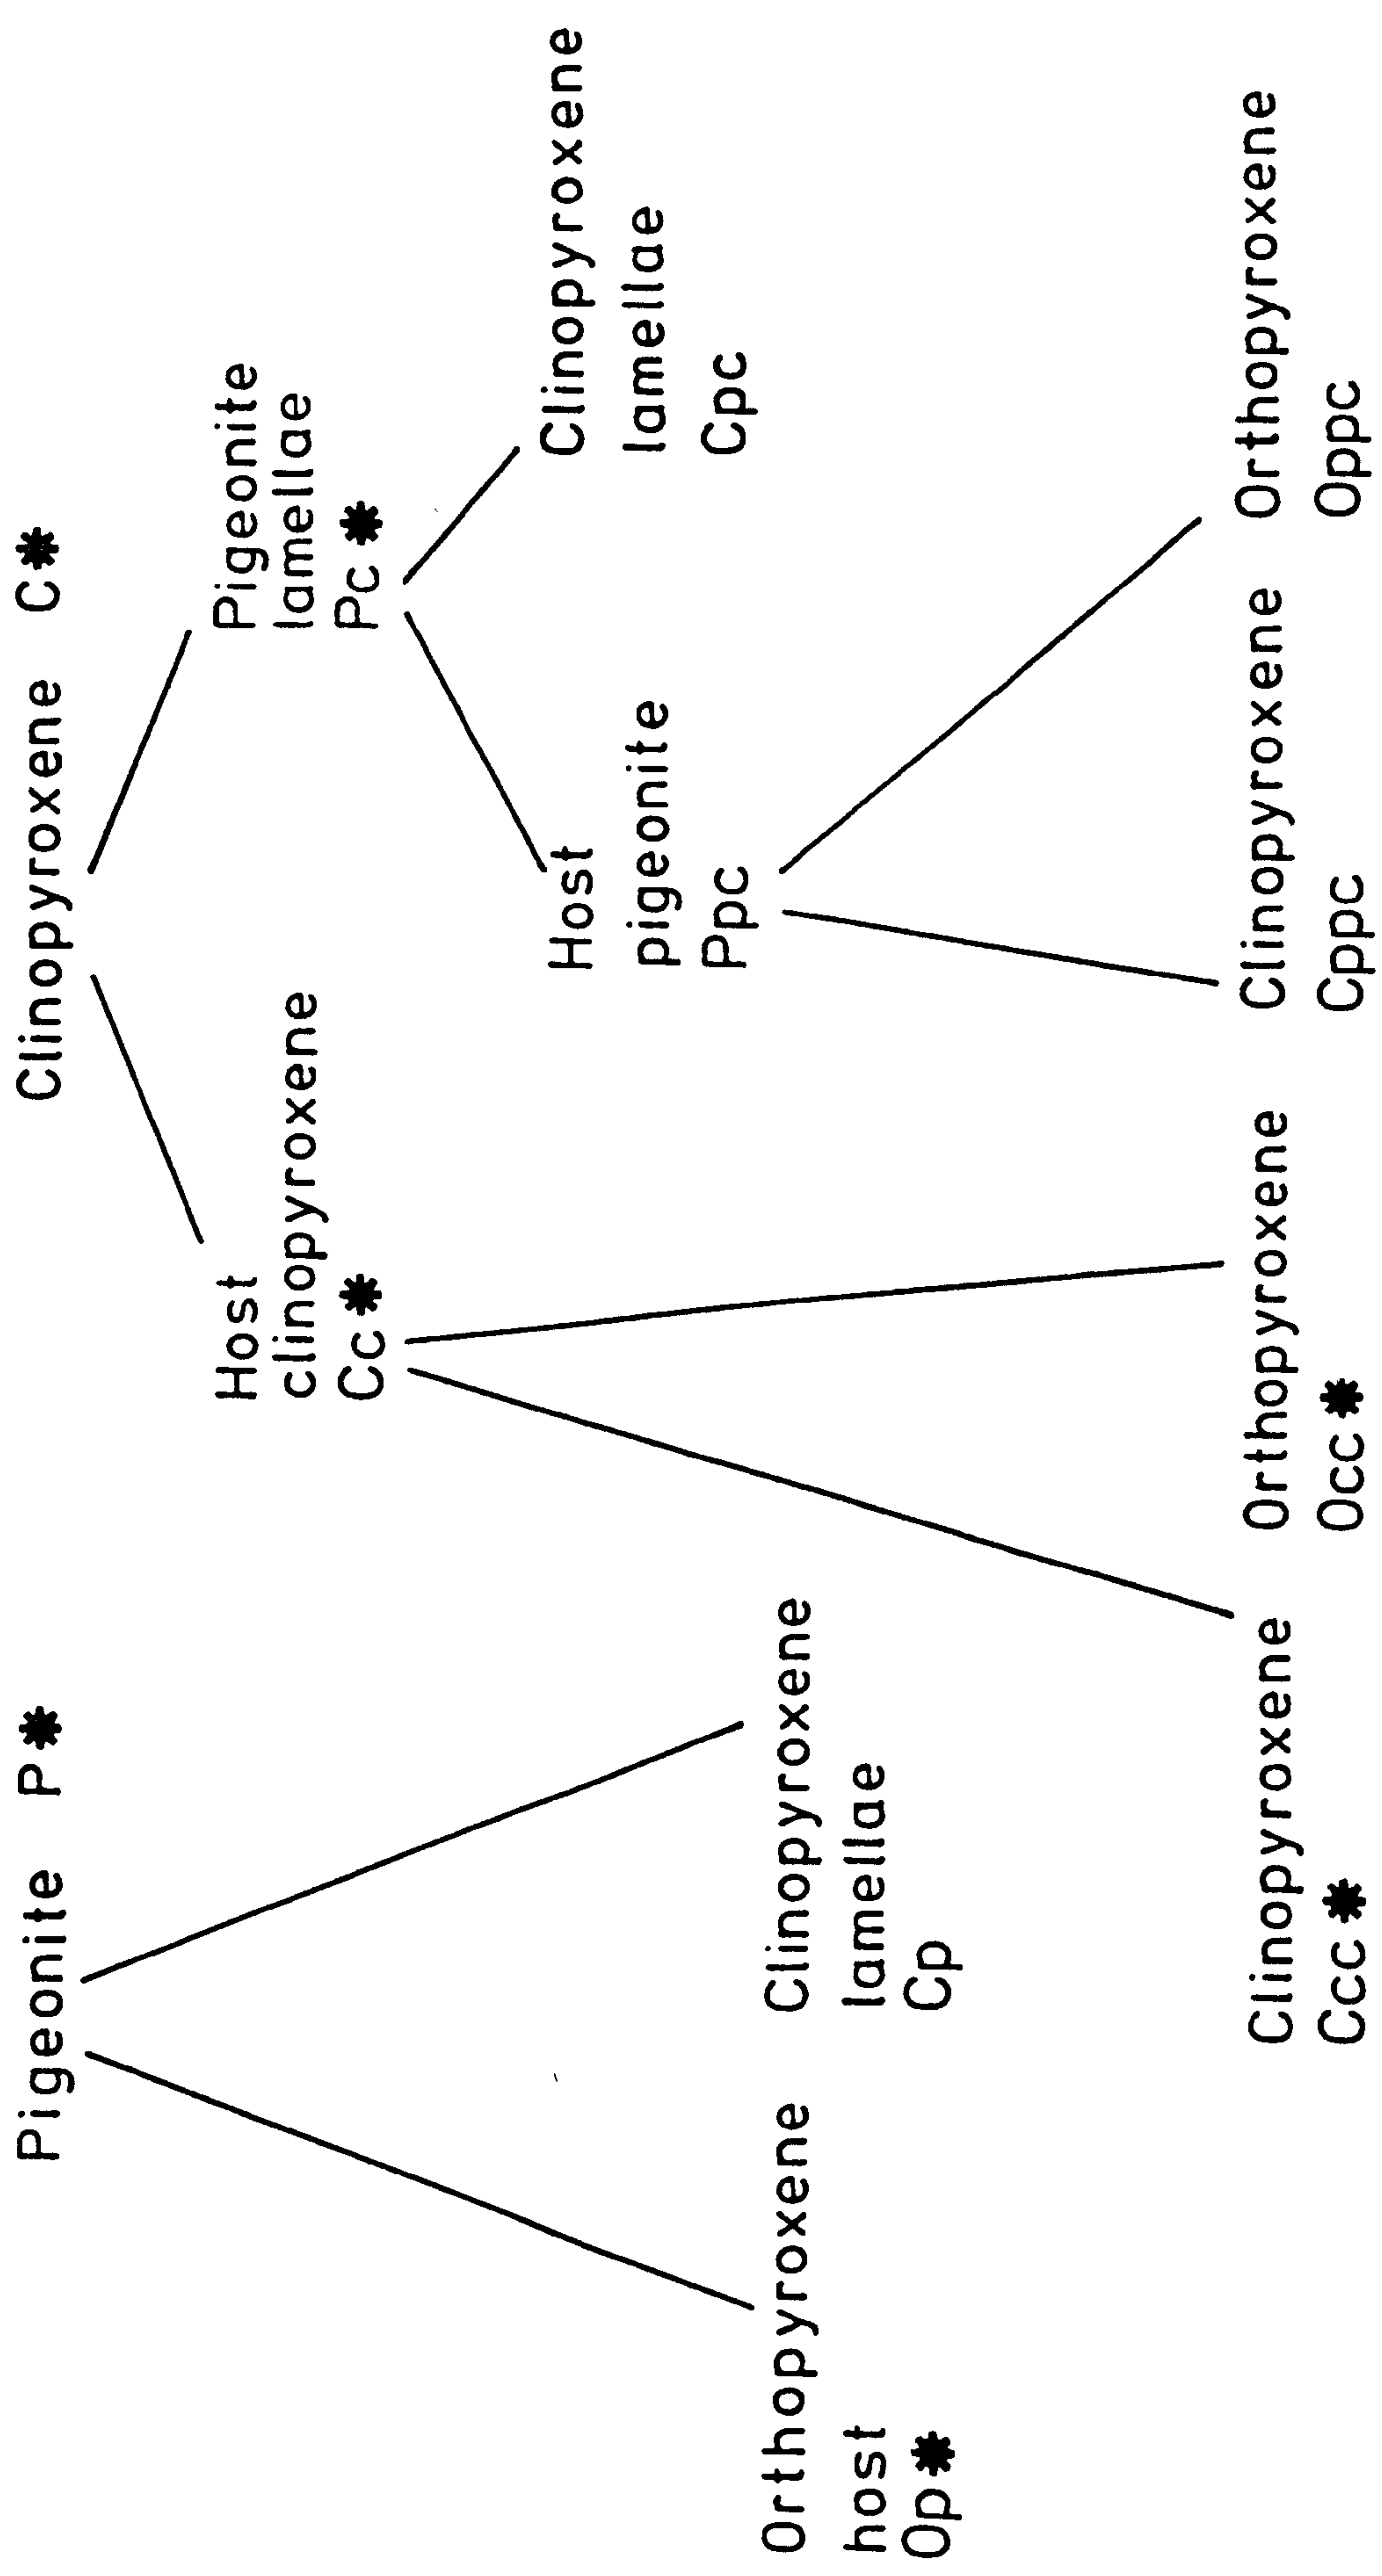 Pigeonite P*
Clinopyroxene C*
Host
clinopyroxene
Cc*
Pigeonite
lamellae
Pc*
Host
pigeonite
Ppc
Clinopyroxene
lamellae
Cpc
Orthopyroxene
host
Op*
Clinopyroxene
lamellae
Cp
Clinopyroxene
Ccc*
Orthopyroxene
Occ*
Clinopyroxene
Cppc
Orthopyroxene
Oppc